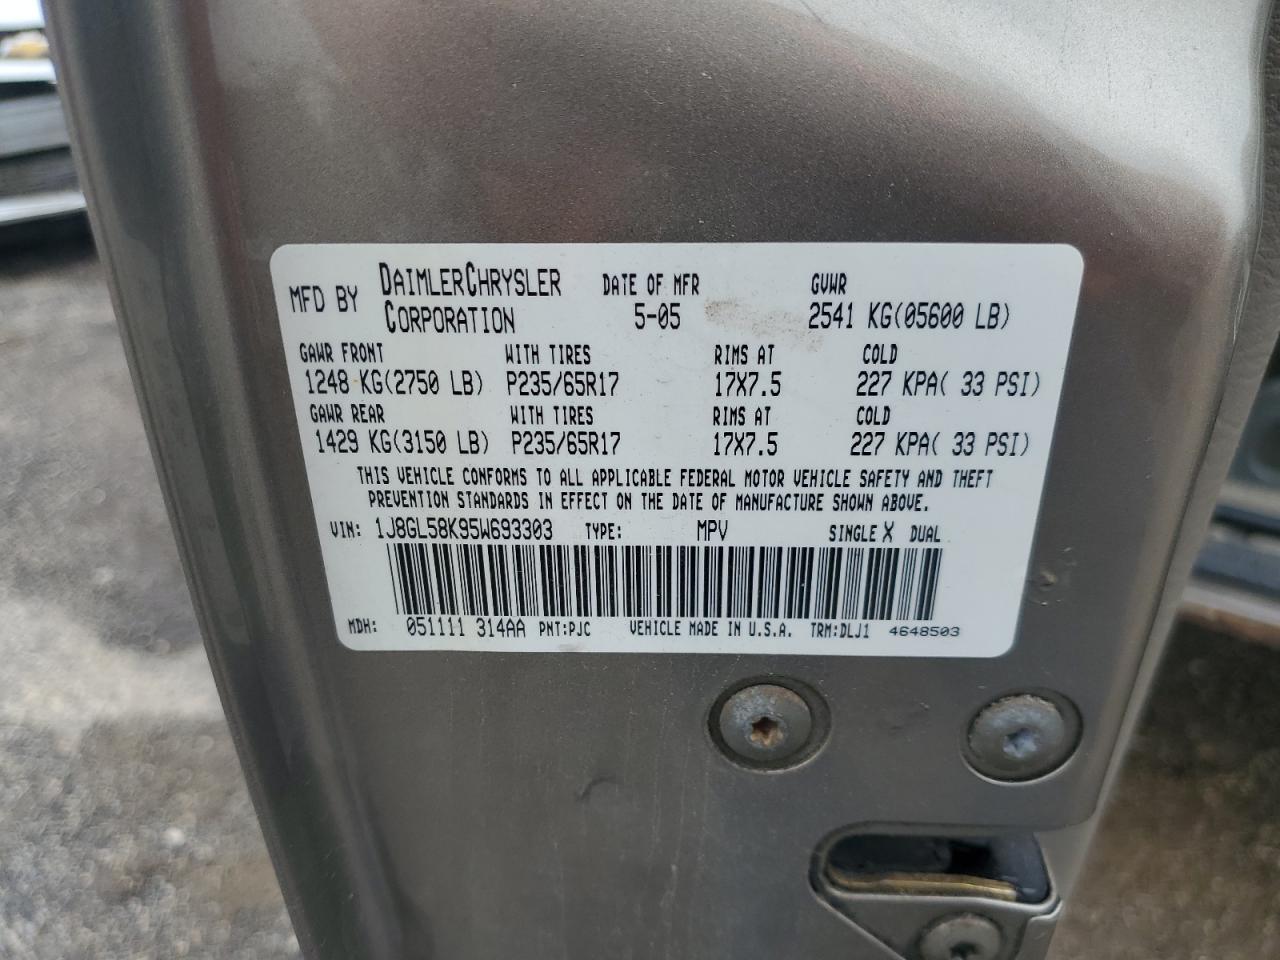 MFD BY DAIMLERCHRYSLER CORPORATION DATE OF MFR 5-05 GVWR 2541 KG(05600 LB)
GAWR FRONT WITH TIRES RIMS AT COLD
1248 KG(2750 LB) P235/65R17 17X7.5 227 KPA( 33 PSI)
GAWR REAR WITH TIRES RIMS AT COLD
1429 KG(3150 LB) P235/65R17 17X7.5 227 KPA( 33 PSI)
THIS VEHICLE CONFORMS TO ALL APPLICABLE FEDERAL MOTOR VEHICLE SAFETY AND THEFT
PREVENTION STANDARDS IN EFFECT ON THE DATE OF MANUFACTURE SHOWN ABOVE.
VIN: 1J8GL58K95W693303 TYPE: MPV SINGLE X DUAL
MDH: 051111 314AA PNT:PJC VEHICLE MADE IN U.S.A. TRM:DLJ1 4648503